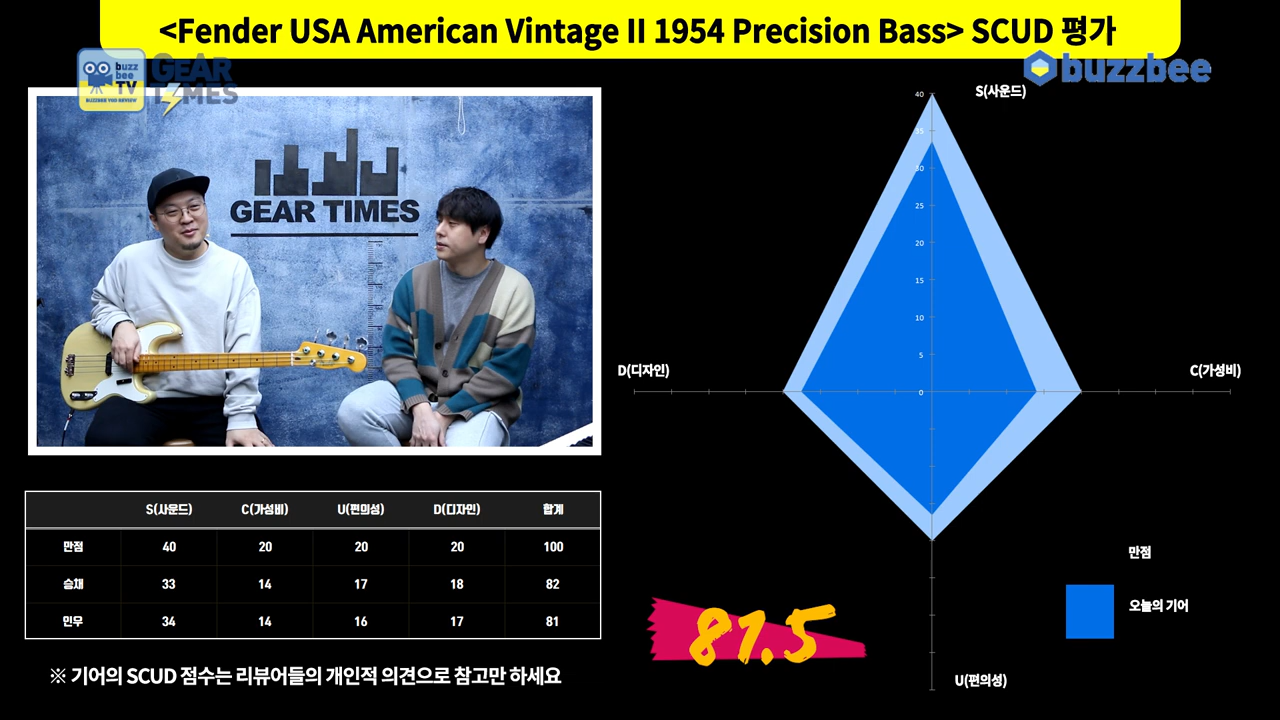 <Fender USA American Vintage II 1954 Precision Bass> SCUD 평가
buzz
bee
TV
BUZZBEE YOU REVIEW
GEAR
TIMES
buzzbee
GEAR TIMES
S(사운드)
40
35
30
25
20
15
10
5
0
D(디자인)
C(가성비)
U(편의성)
만점
오늘의 기어
S(사운드) C(가성비) U(편의성) D(디자인) 합계
만점 40 20 20 20 100
승채 33 14 17 18 82
민우 34 14 16 17 81
81.5
※ 기어의 SCUD 점수는 리뷰어들의 개인적 의견으로 참고만 하세요